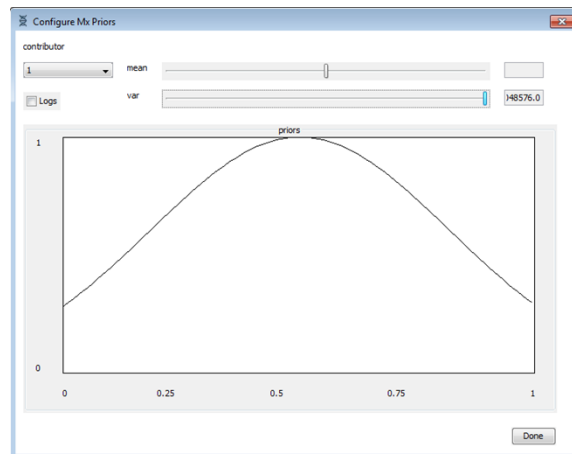 Configure Mx Priors
contributor
1
mean
Logs
var
)48576.0
priors
1
0
0 0.25 0.5 0.75 1
Done